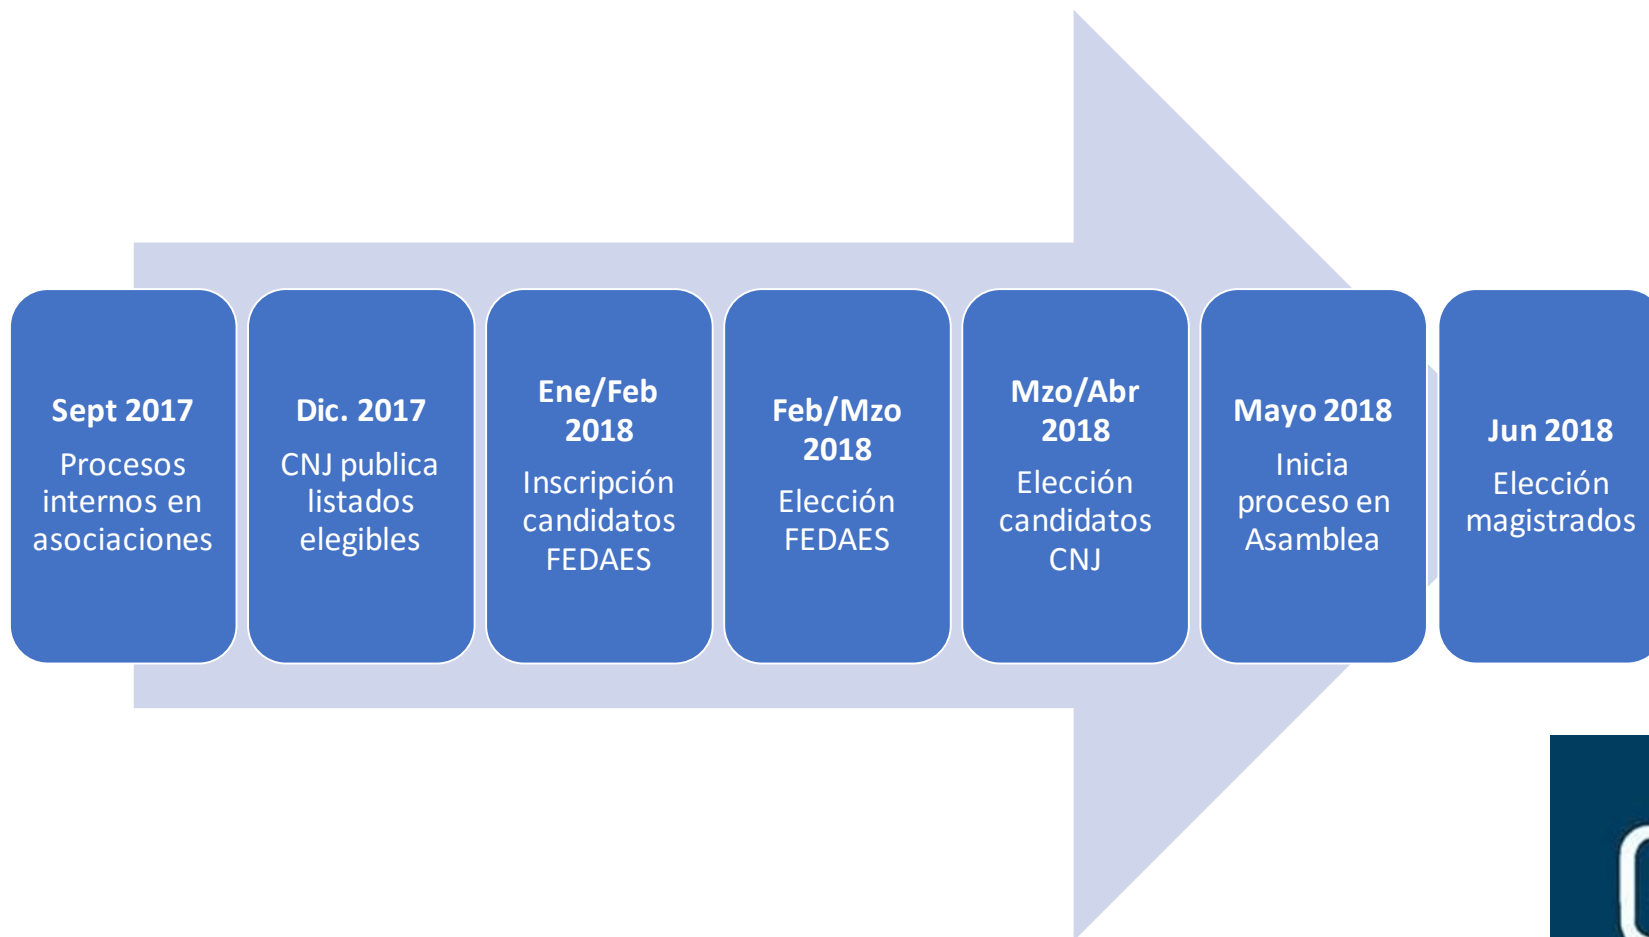 Sept 2017
Procesos
internos en
asociaciones
Dic. 2017
CNJ publica
listados
elegibles
Ene/Feb
2018
Inscripción
candidatos
FEDAES
Feb/Mzo
2018
Elección
FEDAES
Mzo/Abr
2018
Elección
candidatos
CNJ
Mayo 2018
Inicia
proceso en
Asamblea
Jun 2018
Elección
magistrados